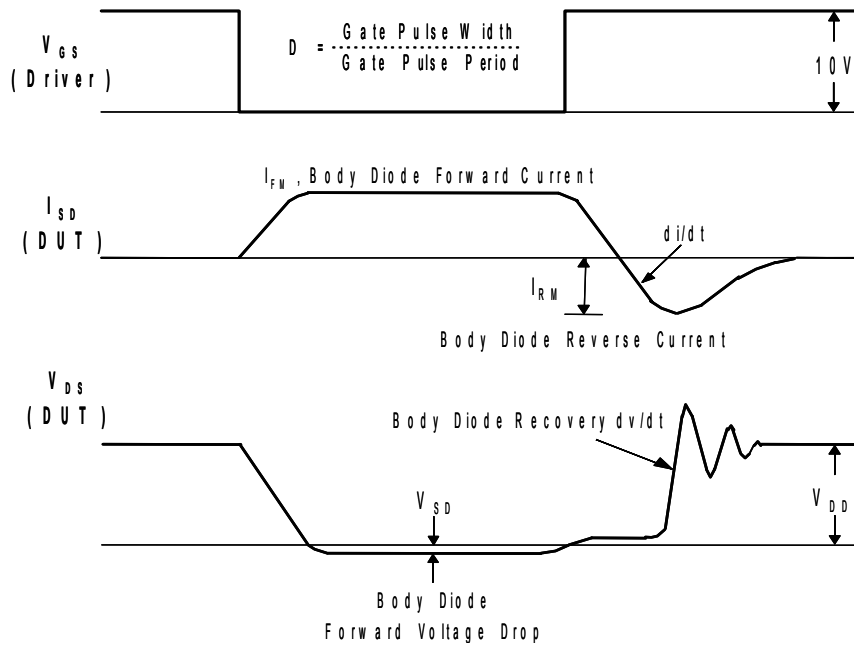 V GS
(Driver)
D = Gate Pulse Width
Gate Pulse Period
10V
I SD
(DUT)
I FM , Body Diode Forward Current
di/dt
I RM
Body Diode Reverse Current
V DS
(DUT)
Body Diode Recovery dv/dt
V SD
V DD
Body Diode
Forward Voltage Drop